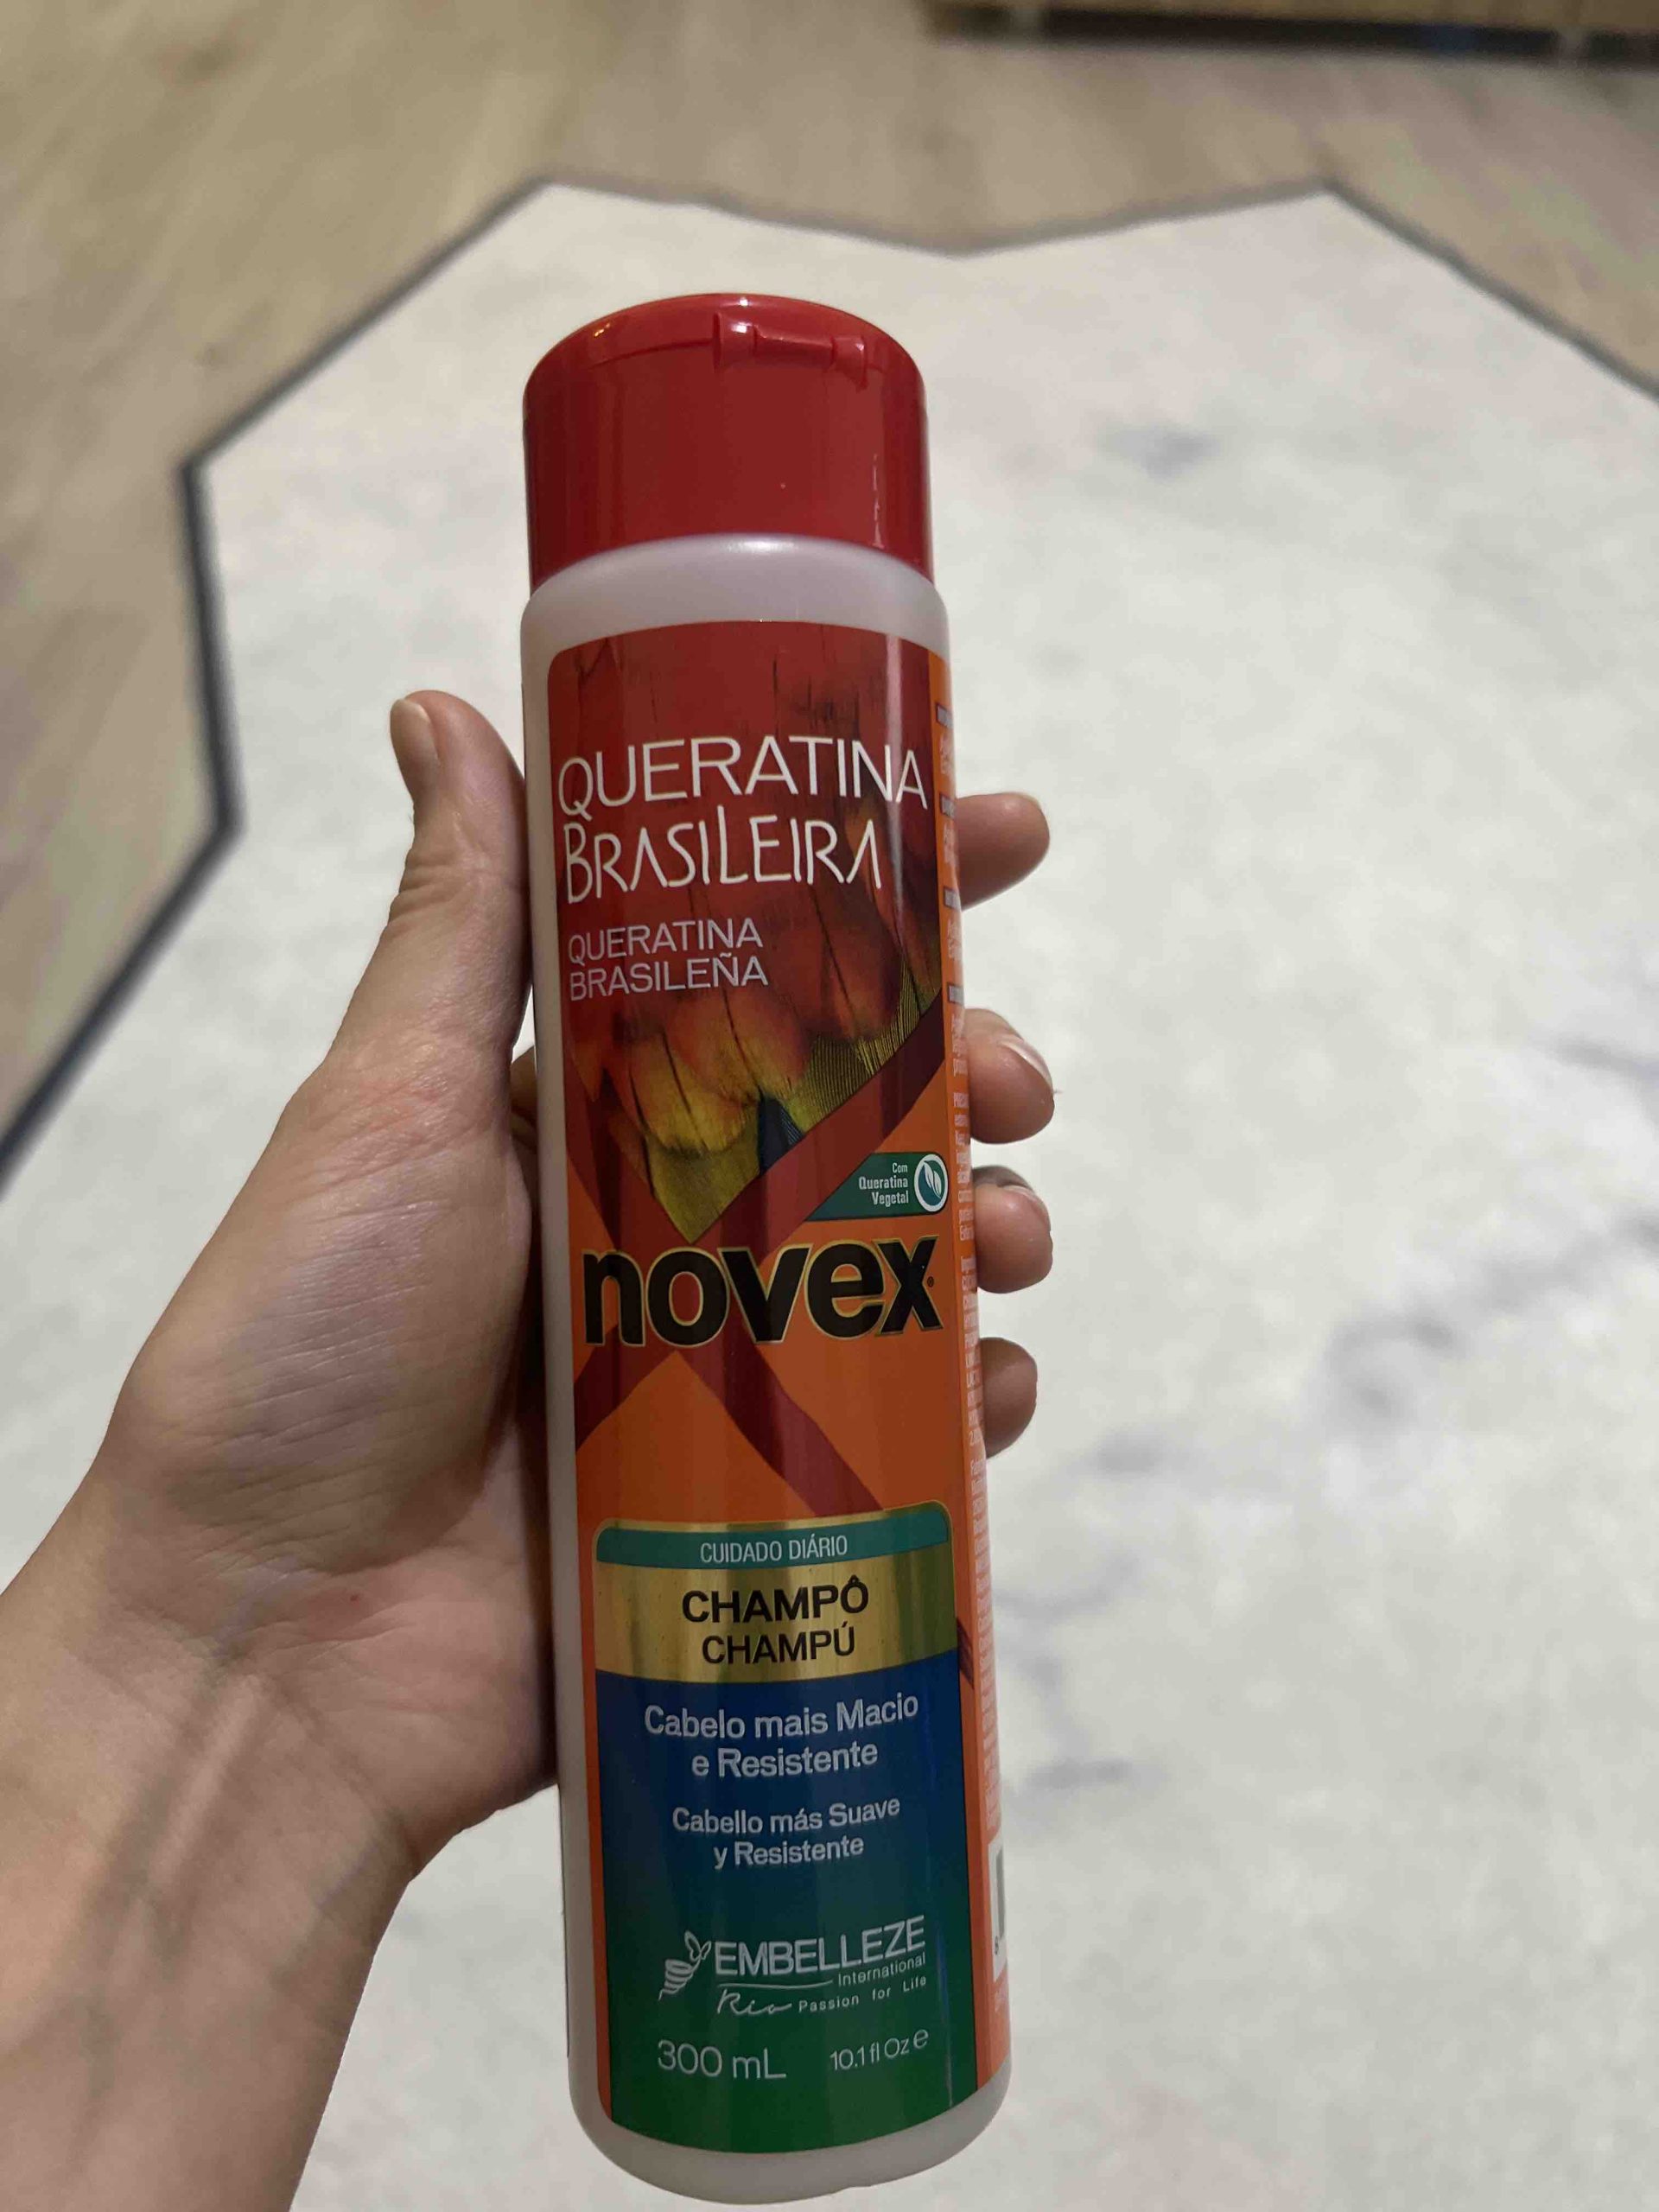 QUERATINA
BRASILEIRA
QUERATINA
BRASILEÑA
Com
Queratina
Vegetal
novex®
CUIDADO DIÁRIO
CHAMPÔ
CHAMPÚ
Cabelo mais Macio
e Resistente
Cabello más Suave
y Resistente
EMBELLEZE
International
Rio Passion for Life
300 mL 10.1 fl Oz e